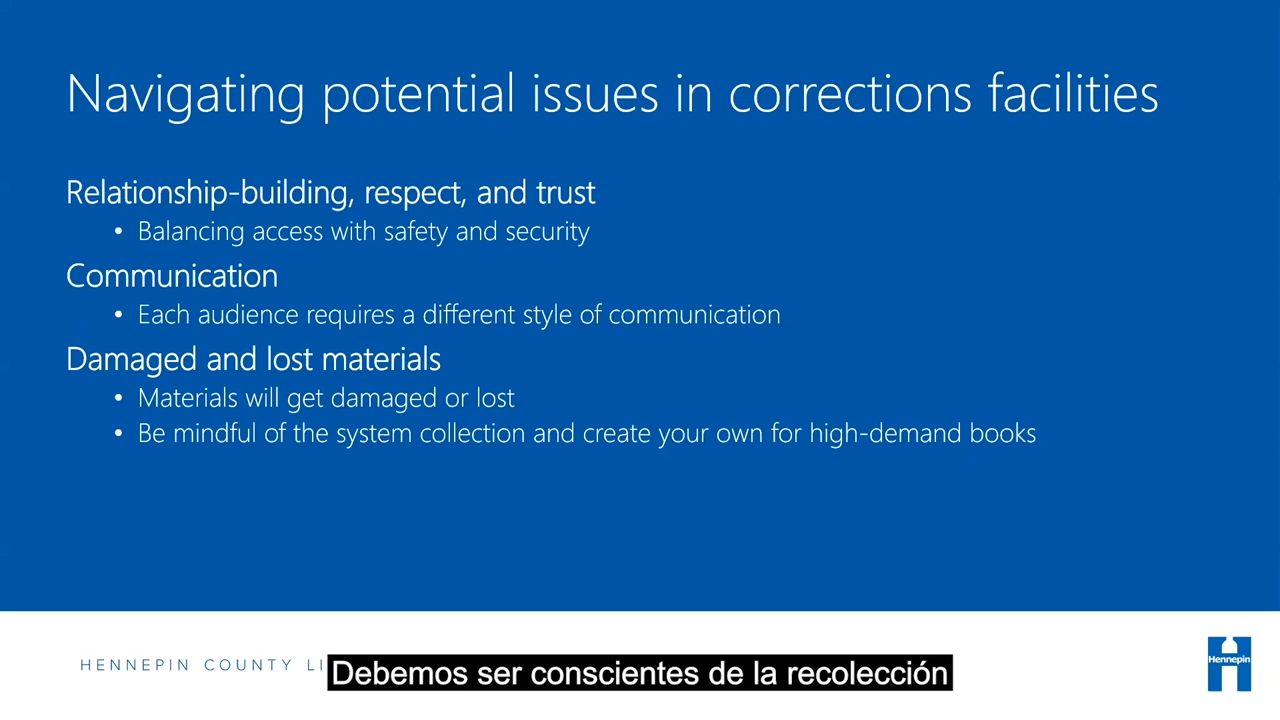 Navigating potential issues in corrections facilities
Relationship-building, respect, and trust
• Balancing access with safety and security
Communication
• Each audience requires a different style of communication
Damaged and lost materials
• Materials will get damaged or lost
• Be mindful of the system collection and create your own for high-demand books
HENNEPIN COUNTY LI
Debemos ser conscientes de la recolección
Hennepin